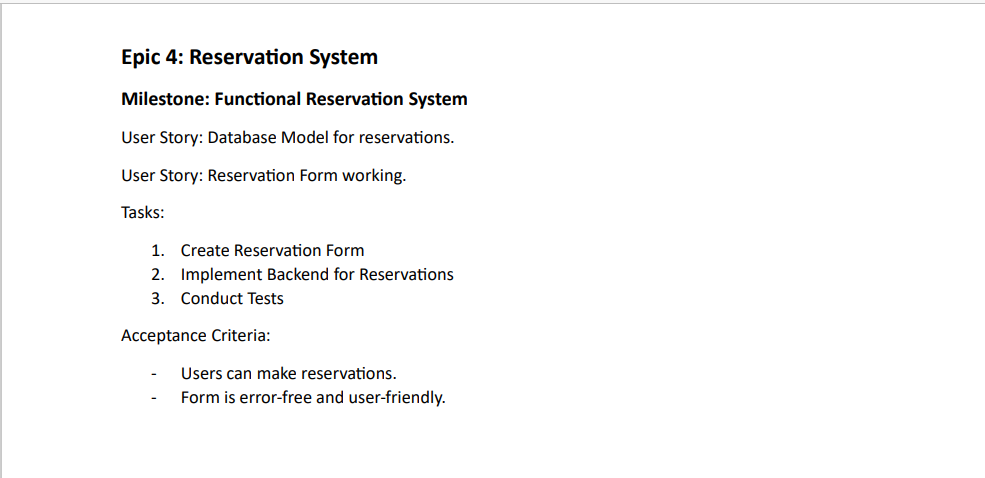 Epic 4: Reservation System
Milestone: Functional Reservation System
User Story: Database Model for reservations.
User Story: Reservation Form working.
Tasks:
1. Create Reservation Form
2. Implement Backend for Reservations
3. Conduct Tests
Acceptance Criteria:
- Users can make reservations.
- Form is error-free and user-friendly.